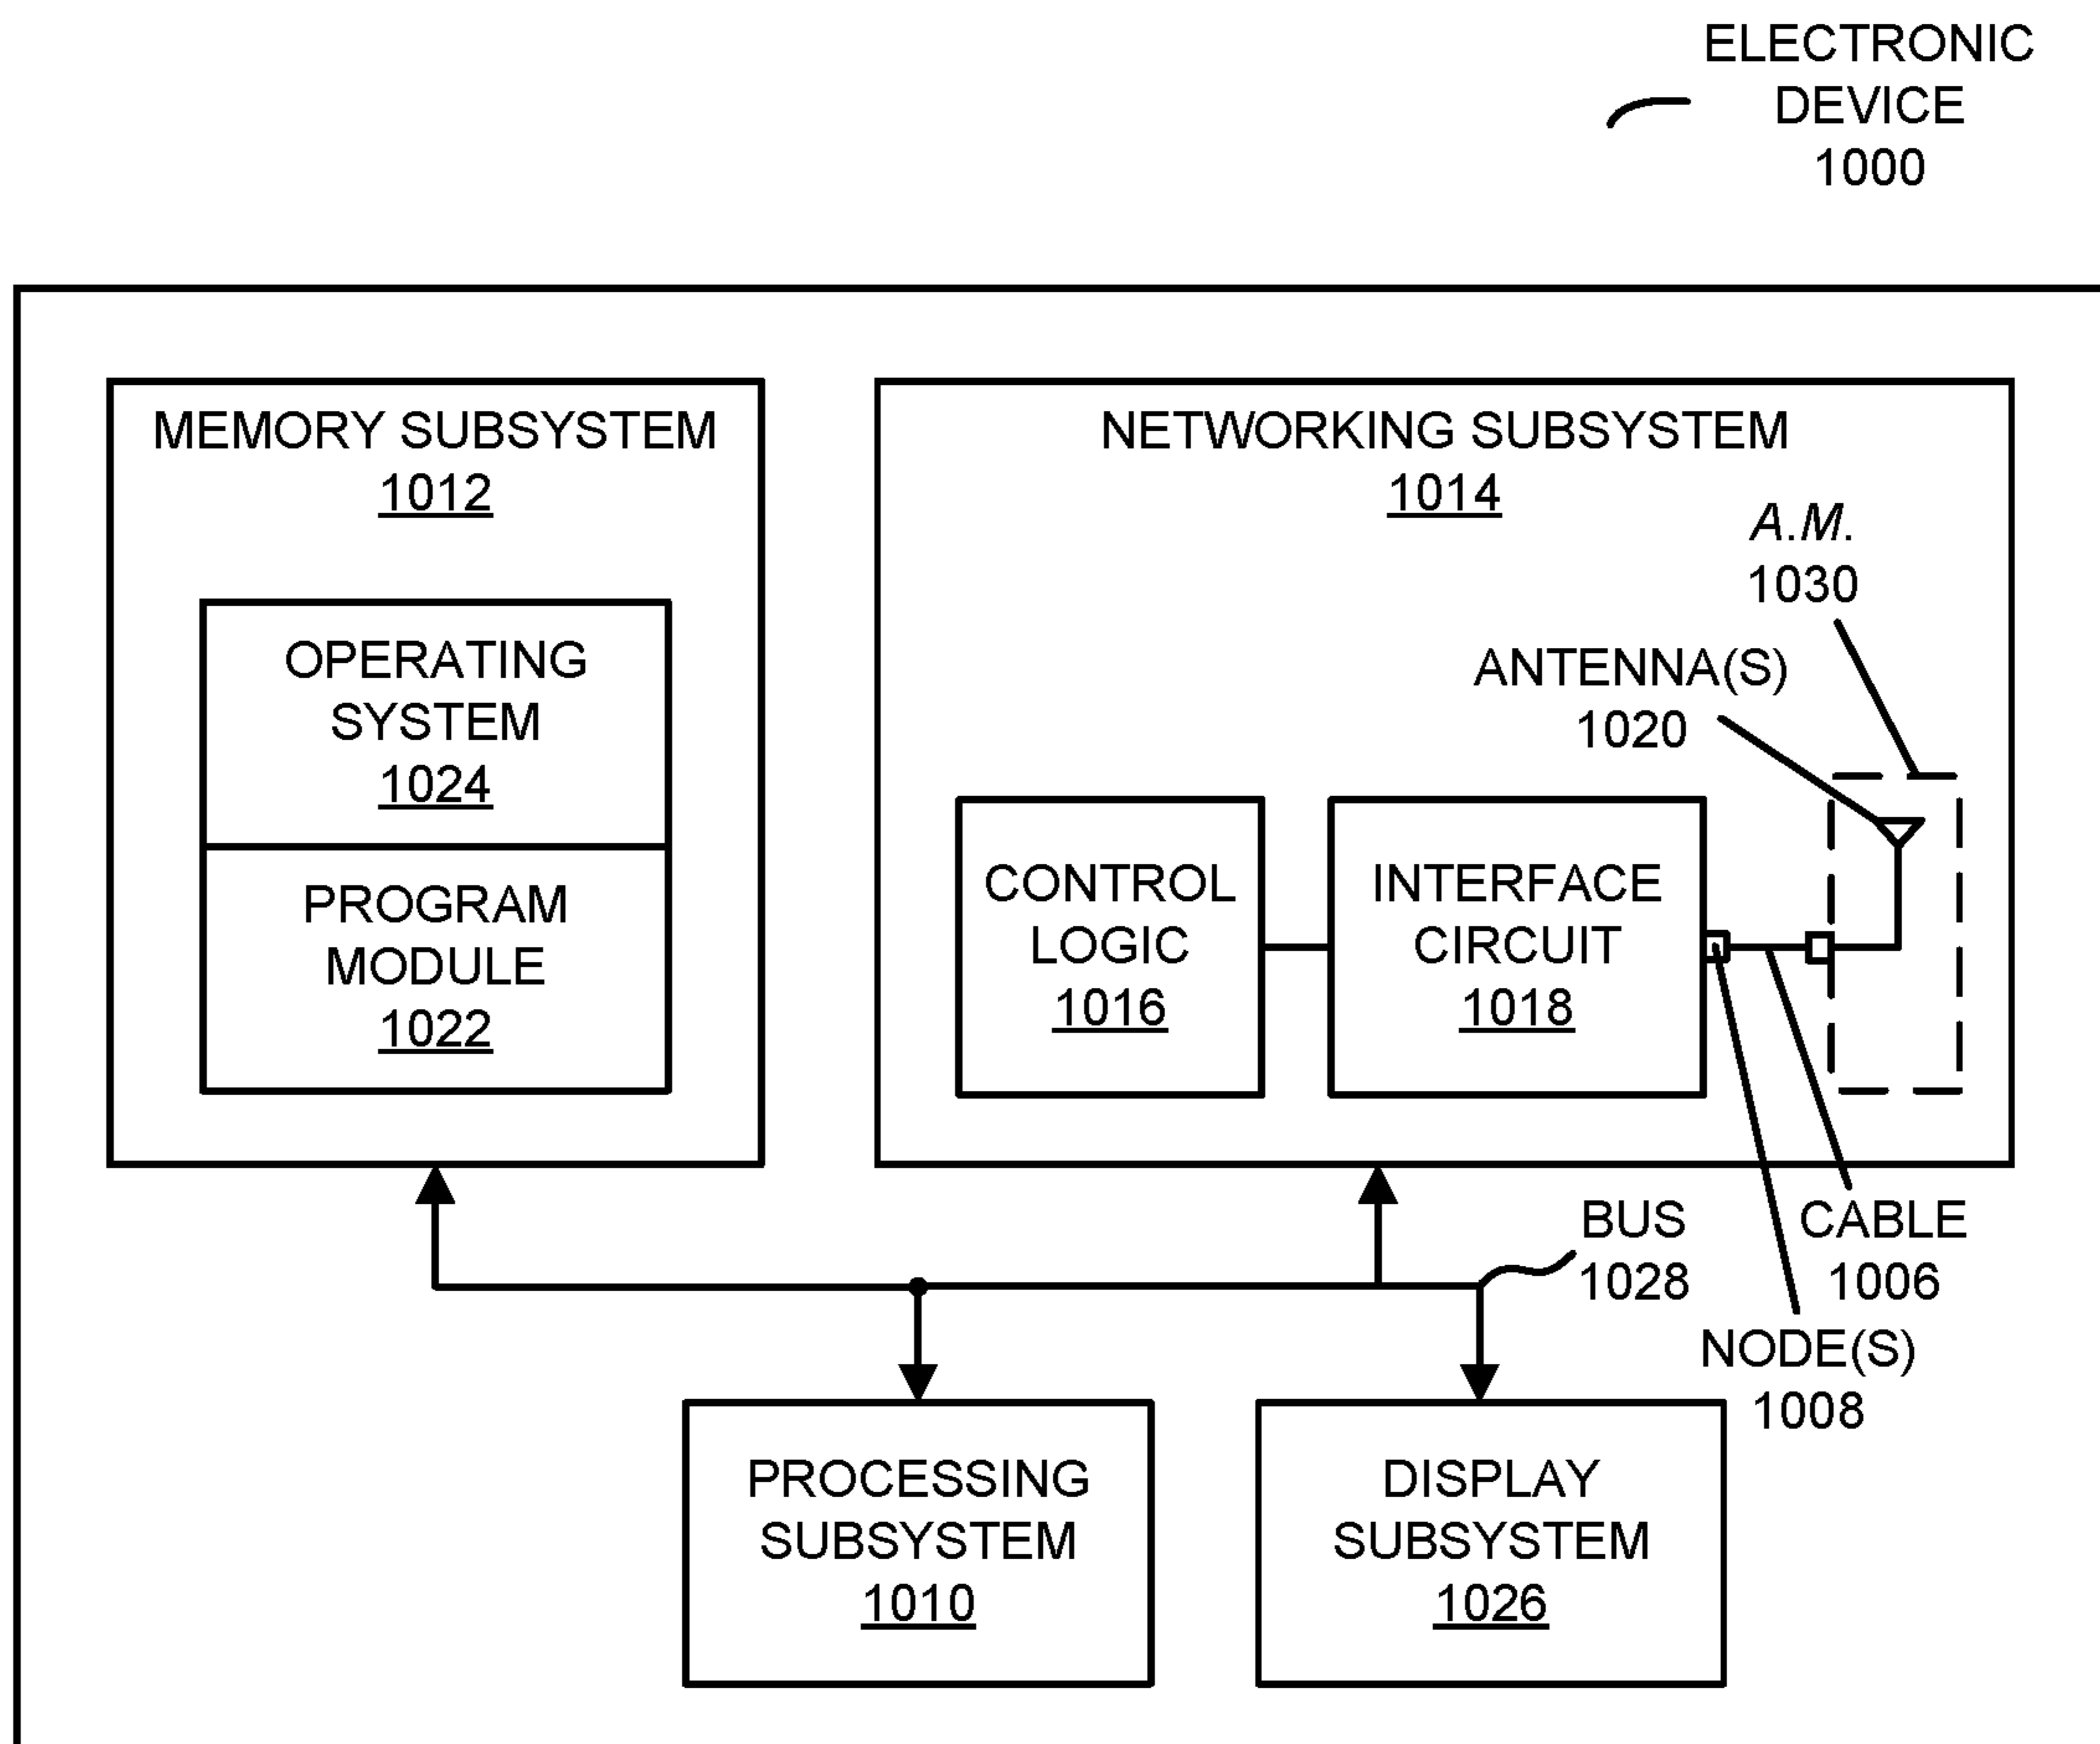 ELECTRONIC
DEVICE
1000
MEMORY SUBSYSTEM
1012
OPERATING
SYSTEM
1024
PROGRAM
MODULE
1022
NETWORKING SUBSYSTEM
1014
A.M.
1030
ANTENNA(S)
1020
CONTROL
LOGIC
1016
INTERFACE
CIRCUIT
1018
BUS
1028
CABLE
1006
NODE(S)
1008
PROCESSING
SUBSYSTEM
1010
DISPLAY
SUBSYSTEM
1026